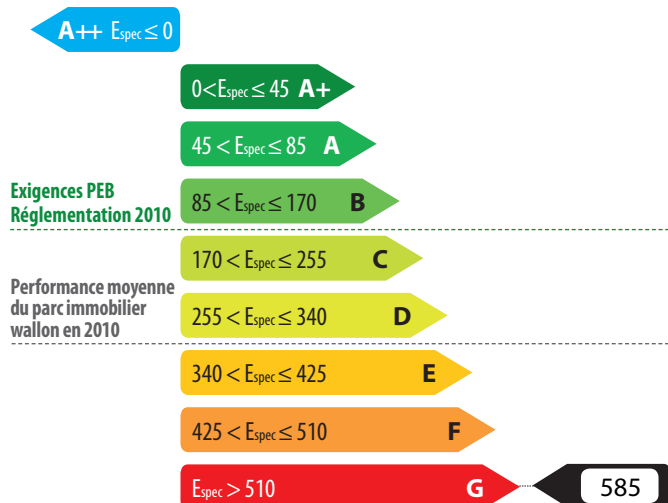 A++ Espec ≤ 0
0<Espec ≤ 45 A+
45 < Espec ≤ 85 A
Exigences PEB
Réglementation 2010
85 < Espec ≤ 170 B
170 < Espec ≤ 255 C
Performance moyenne
du parc immobilier
wallon en 2010
255 < Espec ≤ 340 D
340 < Espec ≤ 425 E
425 < Espec ≤ 510 F
Espec > 510 G
585